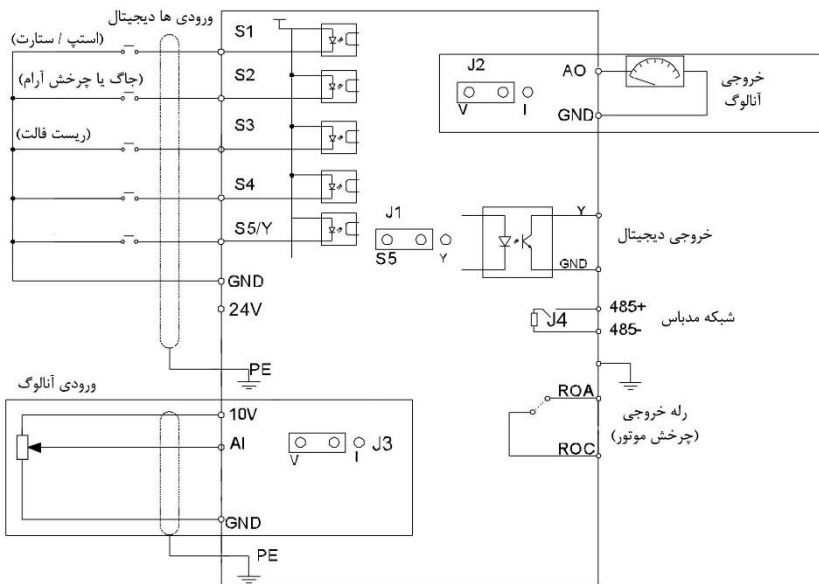 ورودی ها دیجیتال
(استپ / ستارت)
S1
(جاگ یا چرخش آرام)
S2
(ریست فالت)
S3
S4
S5/Y
GND
24V
PE
J1
S5
Y
J2
V
I
AO
GND
خروجی
آنالوگ
Y
GND
خروجی دیجیتال
J4
485+
485-
شبکه مدباس
ROA
ROC
رله خروجی
(چرخش موتور)
ورودی آنالوگ
10V
AI
GND
PE
V
I
J3